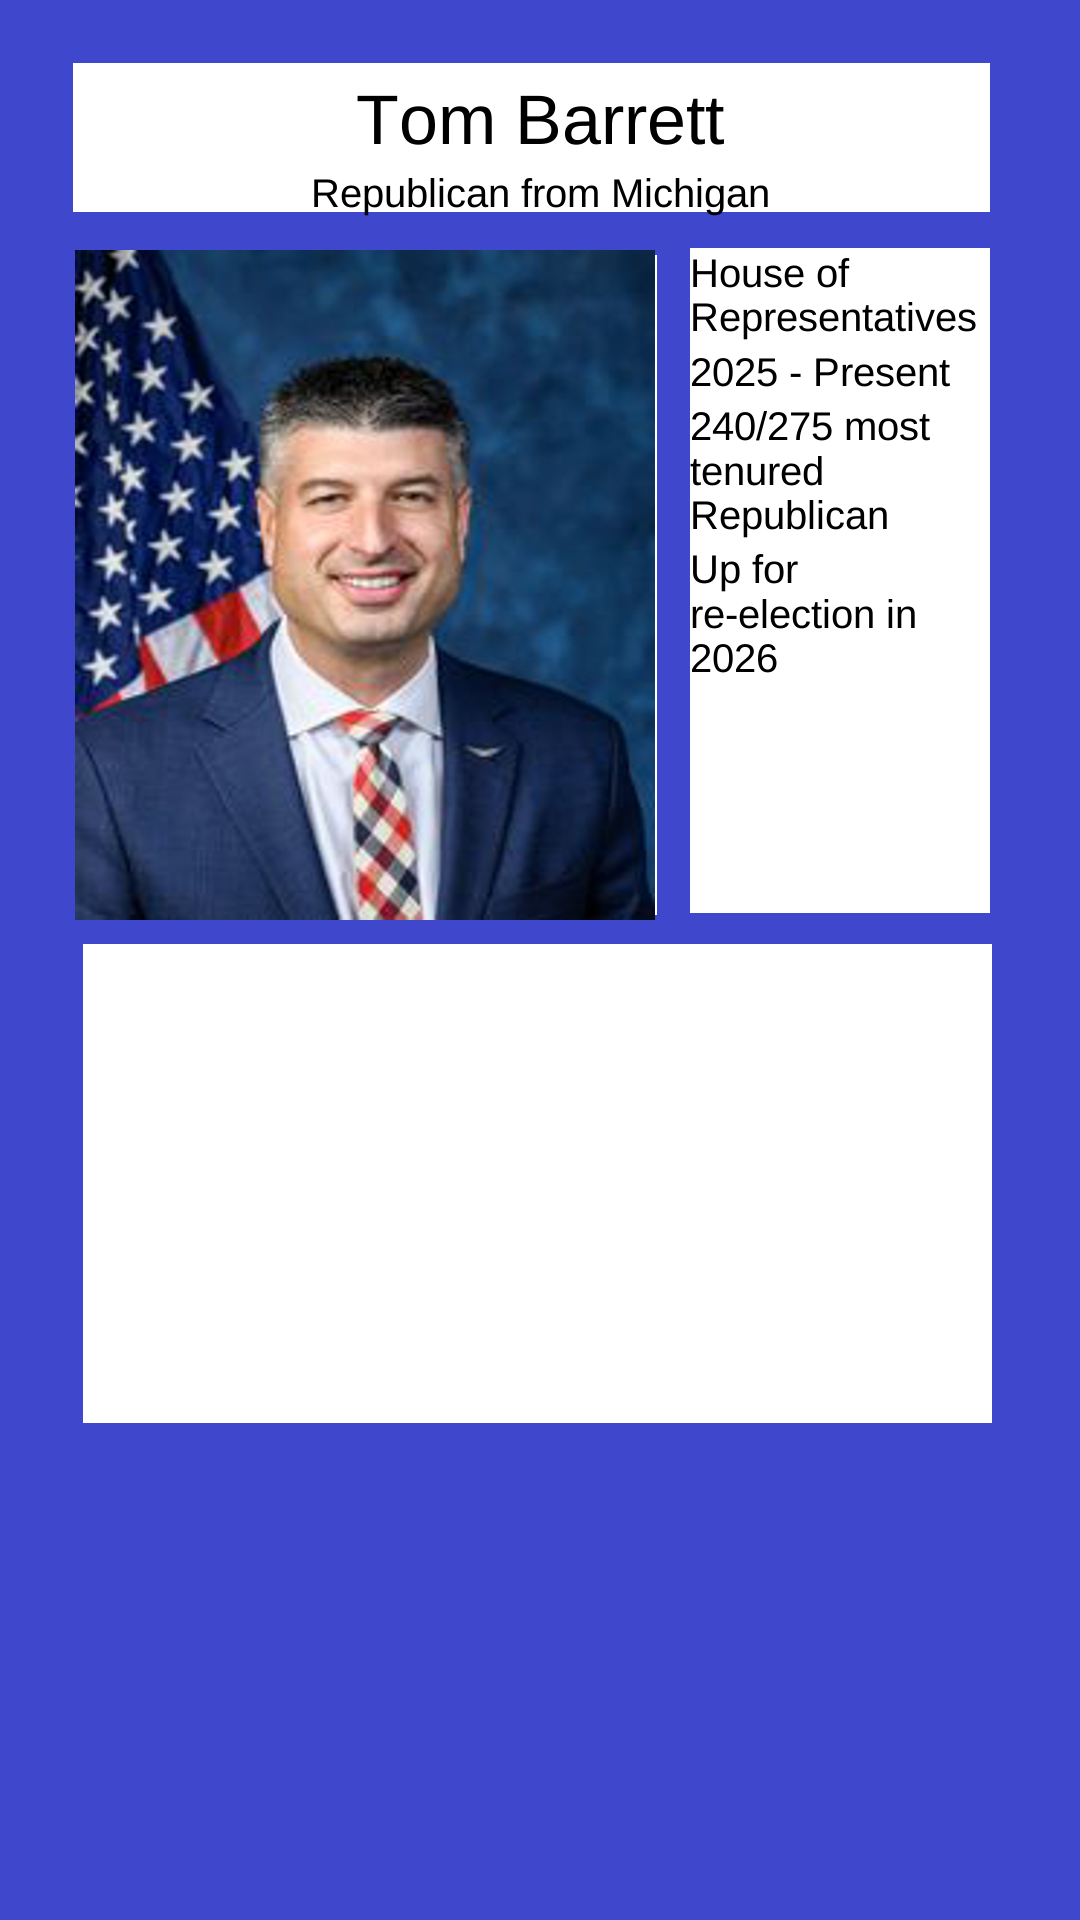 Tom Barrett
Republican from Michigan
House of
Representatives
2025 - Present
240/275 most
tenured
Republican
Up for
re-election in
2026